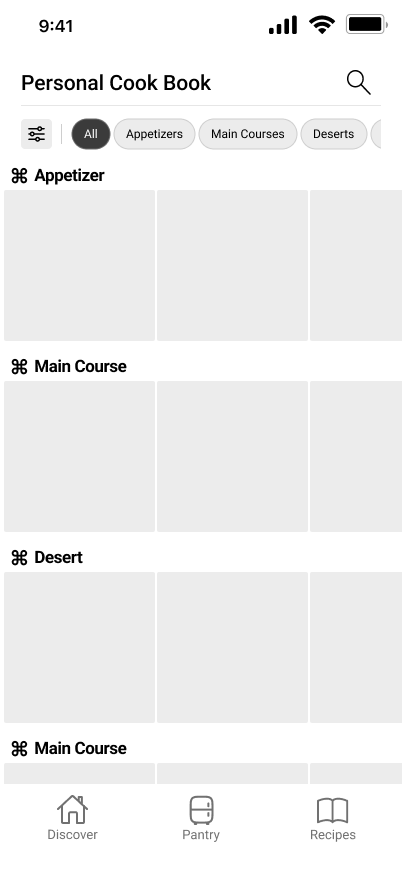 9:41
Personal Cook Book
All Appetizers Main Courses Deserts
⌘ Appetizer
⌘ Main Course
⌘ Desert
⌘ Main Course
Discover Pantry Recipes